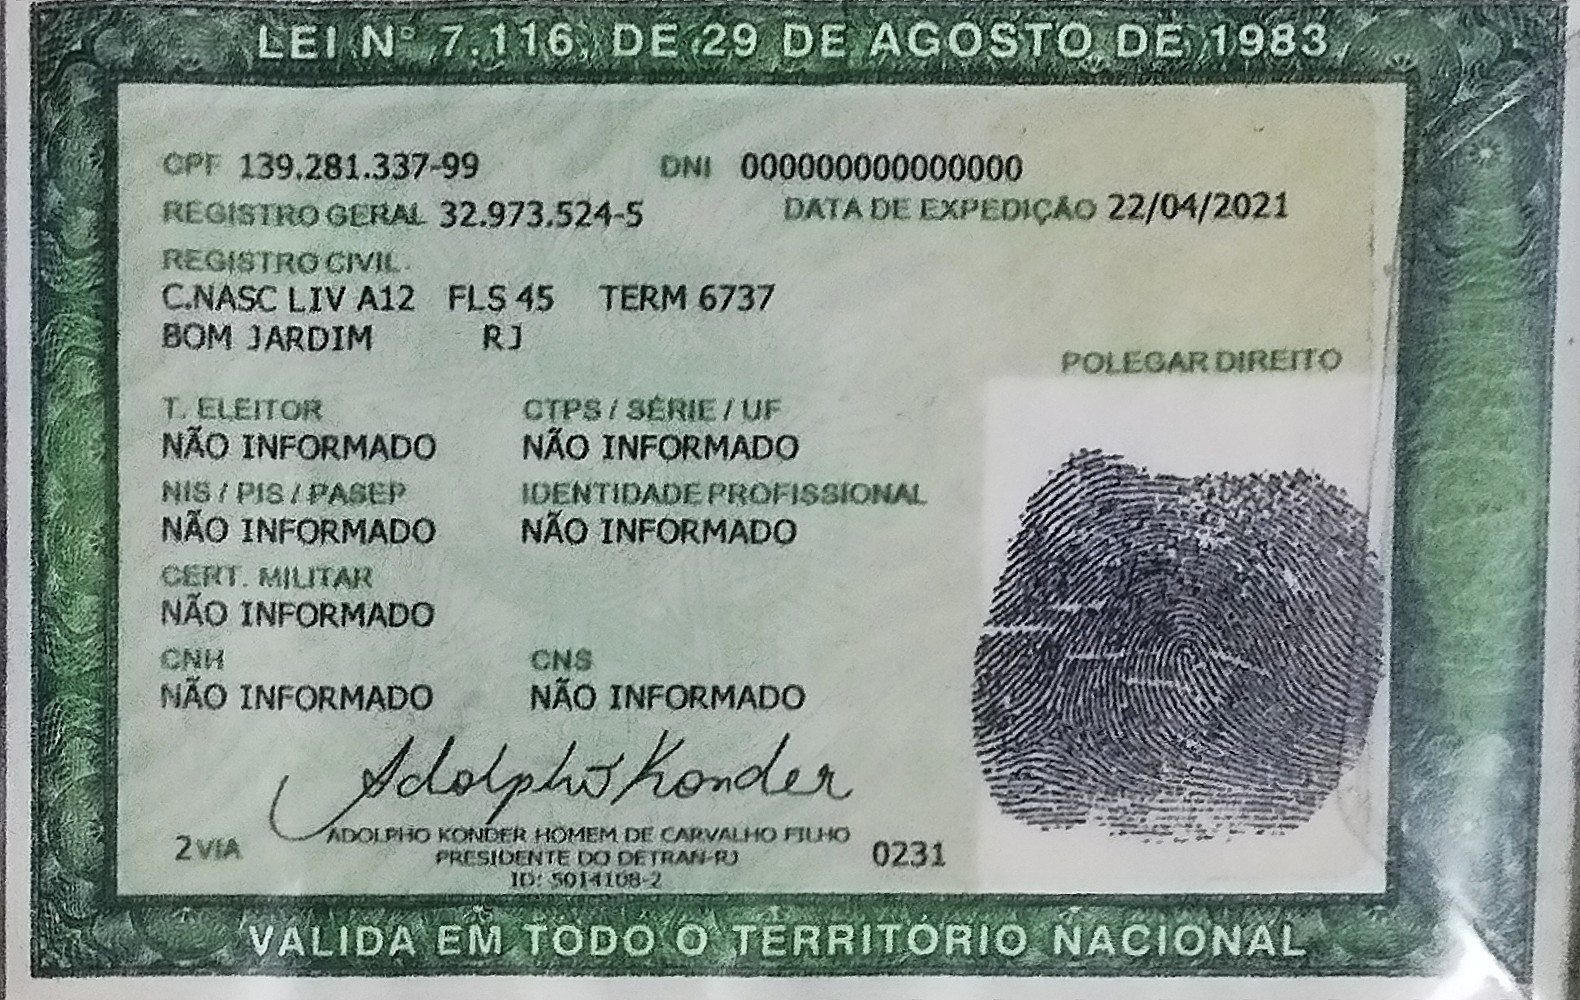 LEI Nº 7.116, DE 29 DE AGOSTO DE 1983
CPF 139.281.337-99 DNI 000000000000000
REGISTRO GERAL 32.973.524-5 DATA DE EXPEDIÇÃO 22/04/2021
REGISTRO CIVIL
C.NASC LIV A12 FLS 45 TERM 6737
BOM JARDIM RJ
POLEGAR DIREITO
T. ELEITOR CTPS / SÉRIE / UF
NÃO INFORMADO NÃO INFORMADO
NIS / PIS / PASEP IDENTIDADE PROFISSIONAL
NÃO INFORMADO NÃO INFORMADO
CERT. MILITAR
NÃO INFORMADO
CNH CNS
NÃO INFORMADO NÃO INFORMADO
Adolpho Konder
2 VIA ADOLPHO KONDER HOMEM DE CARVALHO FILHO 0231
PRESIDENTE DO DETRAN-RJ
ID: 5014108-2
VALIDA EM TODO O TERRITÓRIO NACIONAL